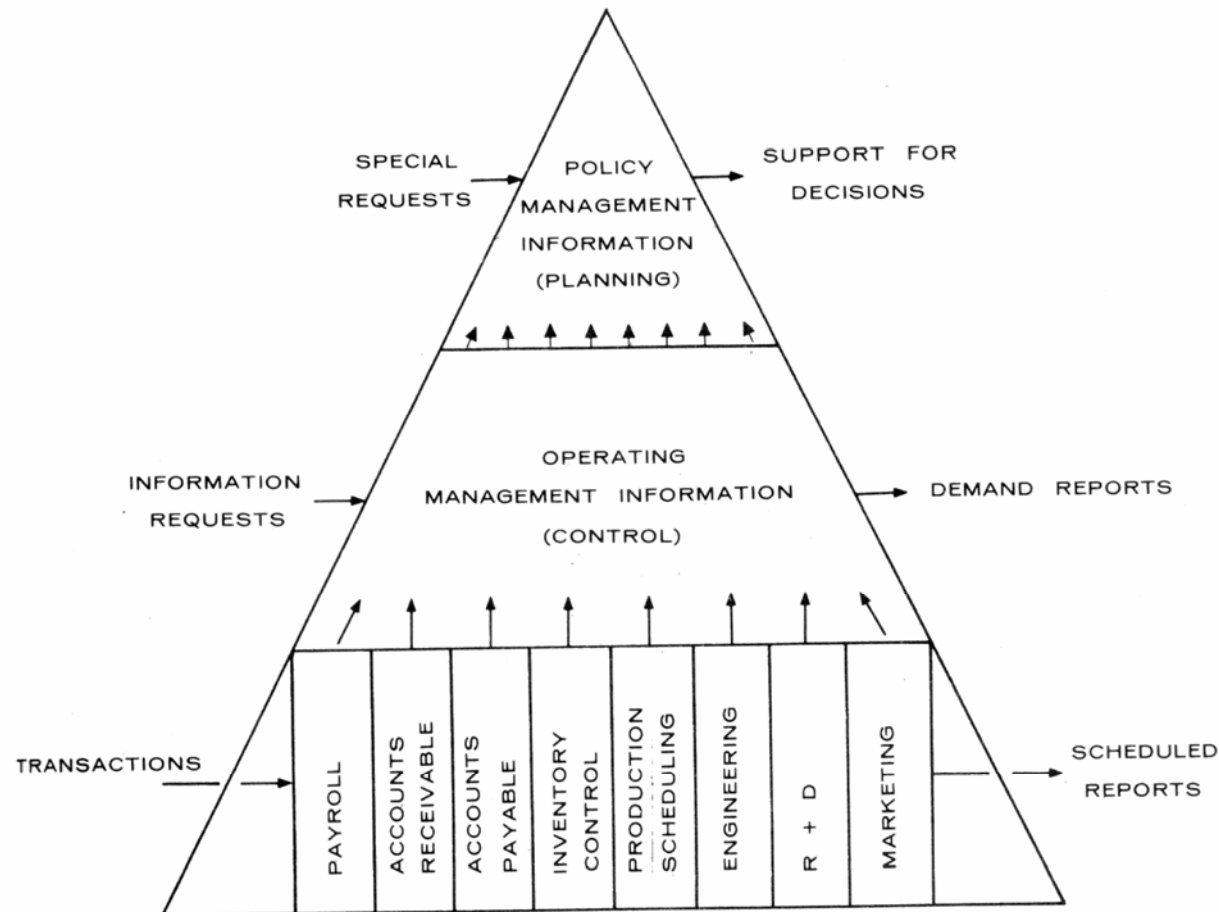 SPECIAL
REQUESTS
POLICY
MANAGEMENT
INFORMATION
(PLANNING)
SUPPORT FOR
DECISIONS
INFORMATION
REQUESTS
OPERATING
MANAGEMENT INFORMATION
(CONTROL)
DEMAND REPORTS
TRANSACTIONS
PAYROLL
ACCOUNTS
RECEIVABLE
ACCOUNTS
PAYABLE
INVENTORY
CONTROL
PRODUCTION
SCHEDULING
ENGINEERING
R + D
MARKETING
SCHEDULED
REPORTS